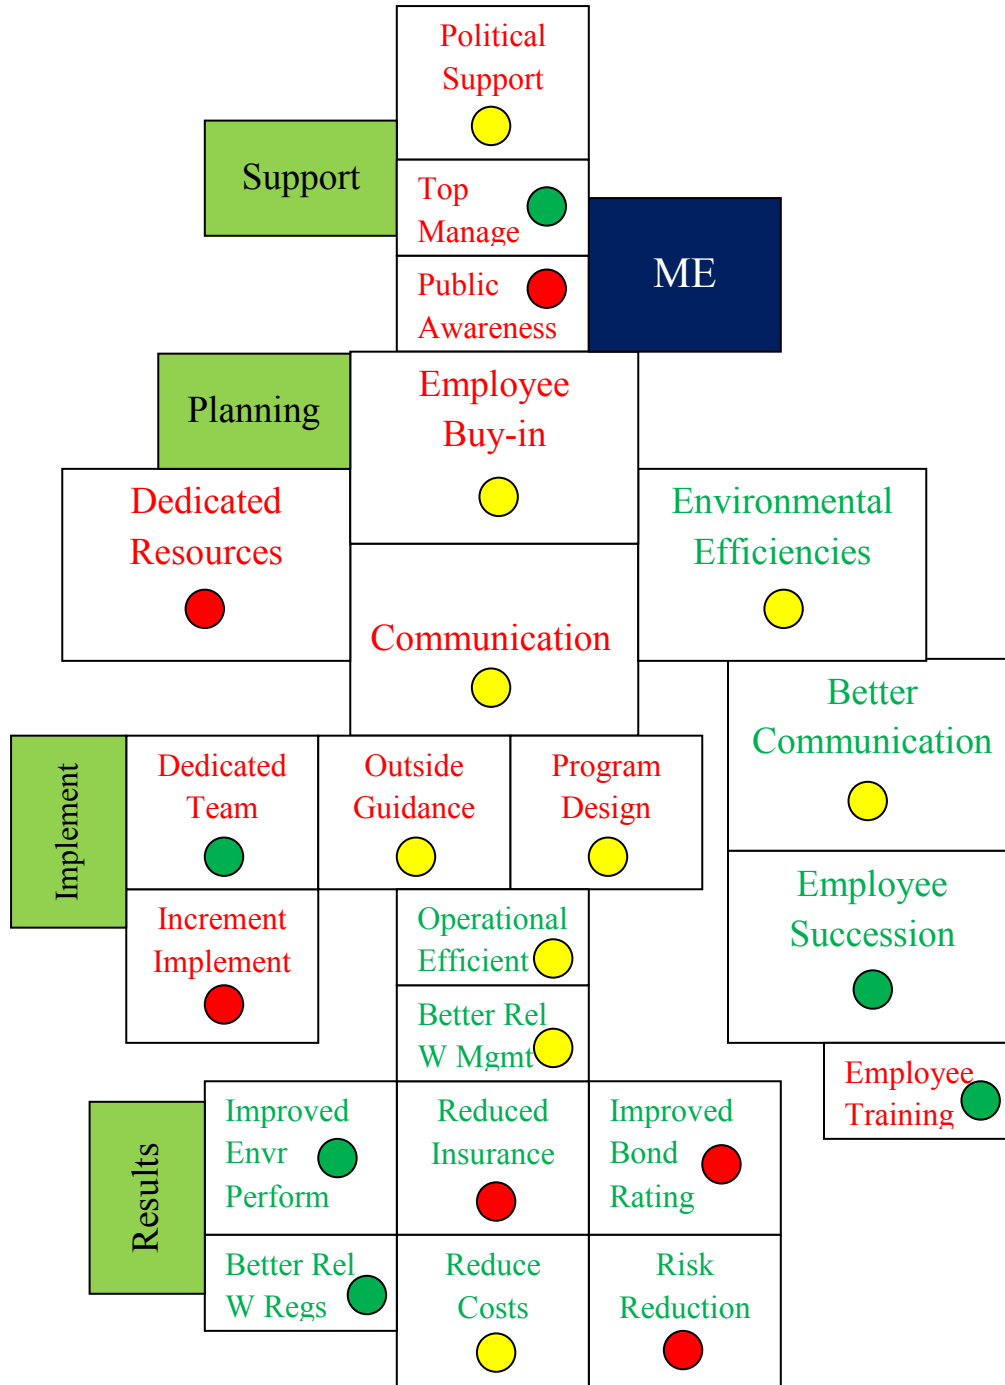 Political
Support
Support
Top
Manage
ME
Public
Awareness
Planning
Employee
Buy-in
Dedicated
Resources
Environmental
Efficiencies
Communication
Better
Communication
Implement
Dedicated
Team
Outside
Guidance
Program
Design
Employee
Succession
Increment
Implement
Operational
Efficient
Better Rel
W Mgmt
Employee
Training
Results
Improved
Envr
Perform
Reduced
Insurance
Improved
Bond
Rating
Better Rel
W Regs
Reduce
Costs
Risk
Reduction